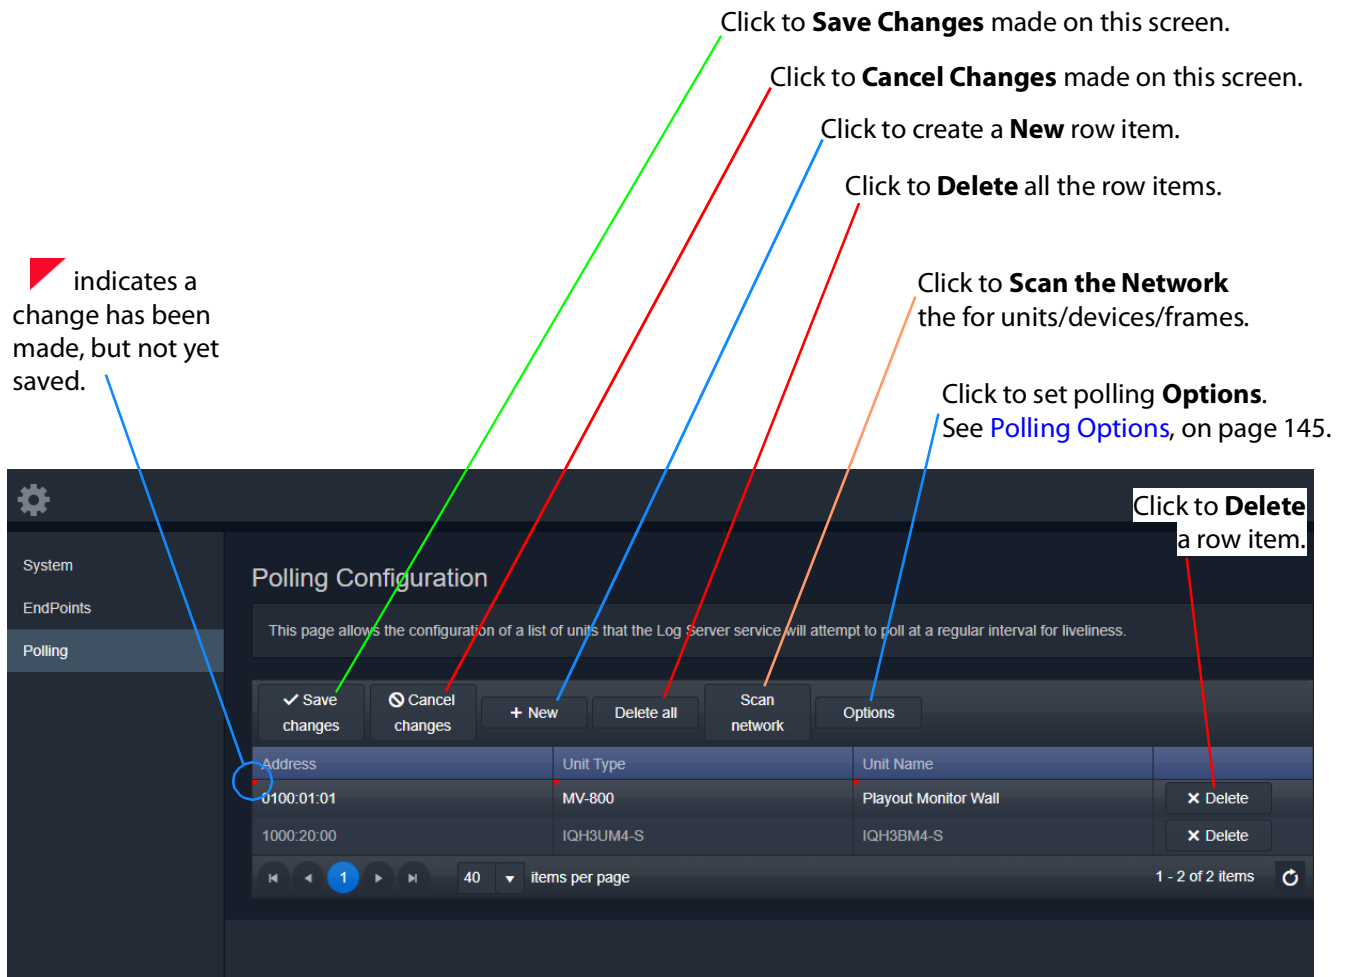 Click to Save Changes made on this screen.
Click to Cancel Changes made on this screen.
Click to create a New row item.
Click to Delete all the row items.
indicates a
change has been
made, but not yet
saved.
Click to Scan the Network
the for units/devices/frames.
Click to set polling Options.
See Polling Options, on page 145.
Click to Delete
a row item.
System
EndPoints
Polling
Polling Configuration
This page allows the configuration of a list of units that the Log Server service will attempt to poll at a regular interval for liveliness.
Save changes
Cancel changes
+ New
Delete all
Scan network
Options
Address Unit Type Unit Name
0100:01:01 MV-800 Playout Monitor Wall Delete
1000:20:00 IQH3UM4-S IQH3BM4-S Delete
1 40 items per page 1 - 2 of 2 items